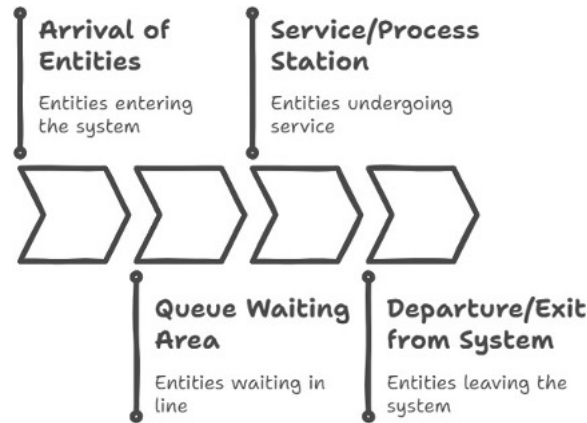 Arrival of
Entities
Entities entering
the system
Service/Process
Station
Entities undergoing
service
Queue Waiting
Area
Entities waiting in
line
Departure/Exit
from System
Entities leaving the
system